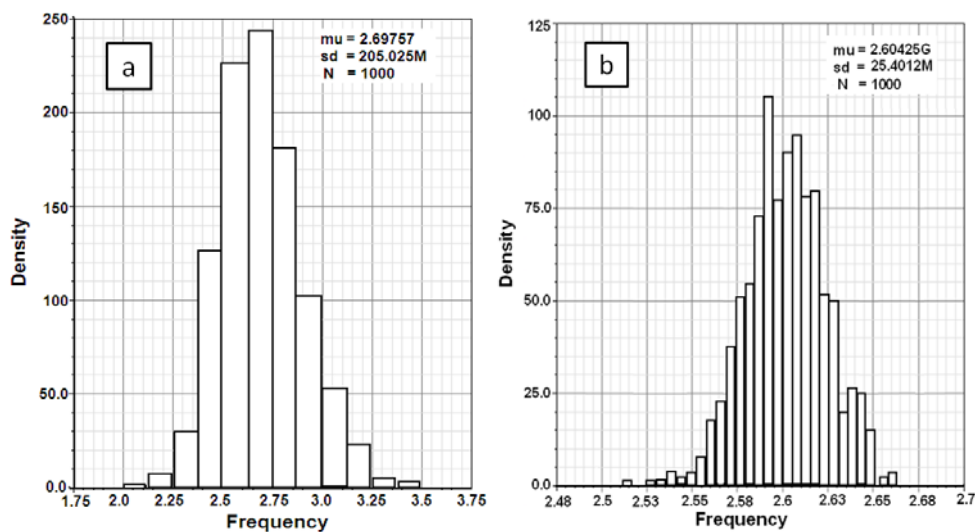 a
mu = 2.69757
sd = 205.025M
N = 1000
250
200
150
100
50.0
0.0
Density
1.75 2.0 2.25 2.5 2.75 3.0 3.25 3.5 3.75
Frequency
b
mu = 2.60425G
sd = 25.4012M
N = 1000
125
100
75.0
50.0
25.0
0.0
Density
2.48 2.5 2.53 2.55 2.58 2.6 2.63 2.65 2.68 2.7
Frequency